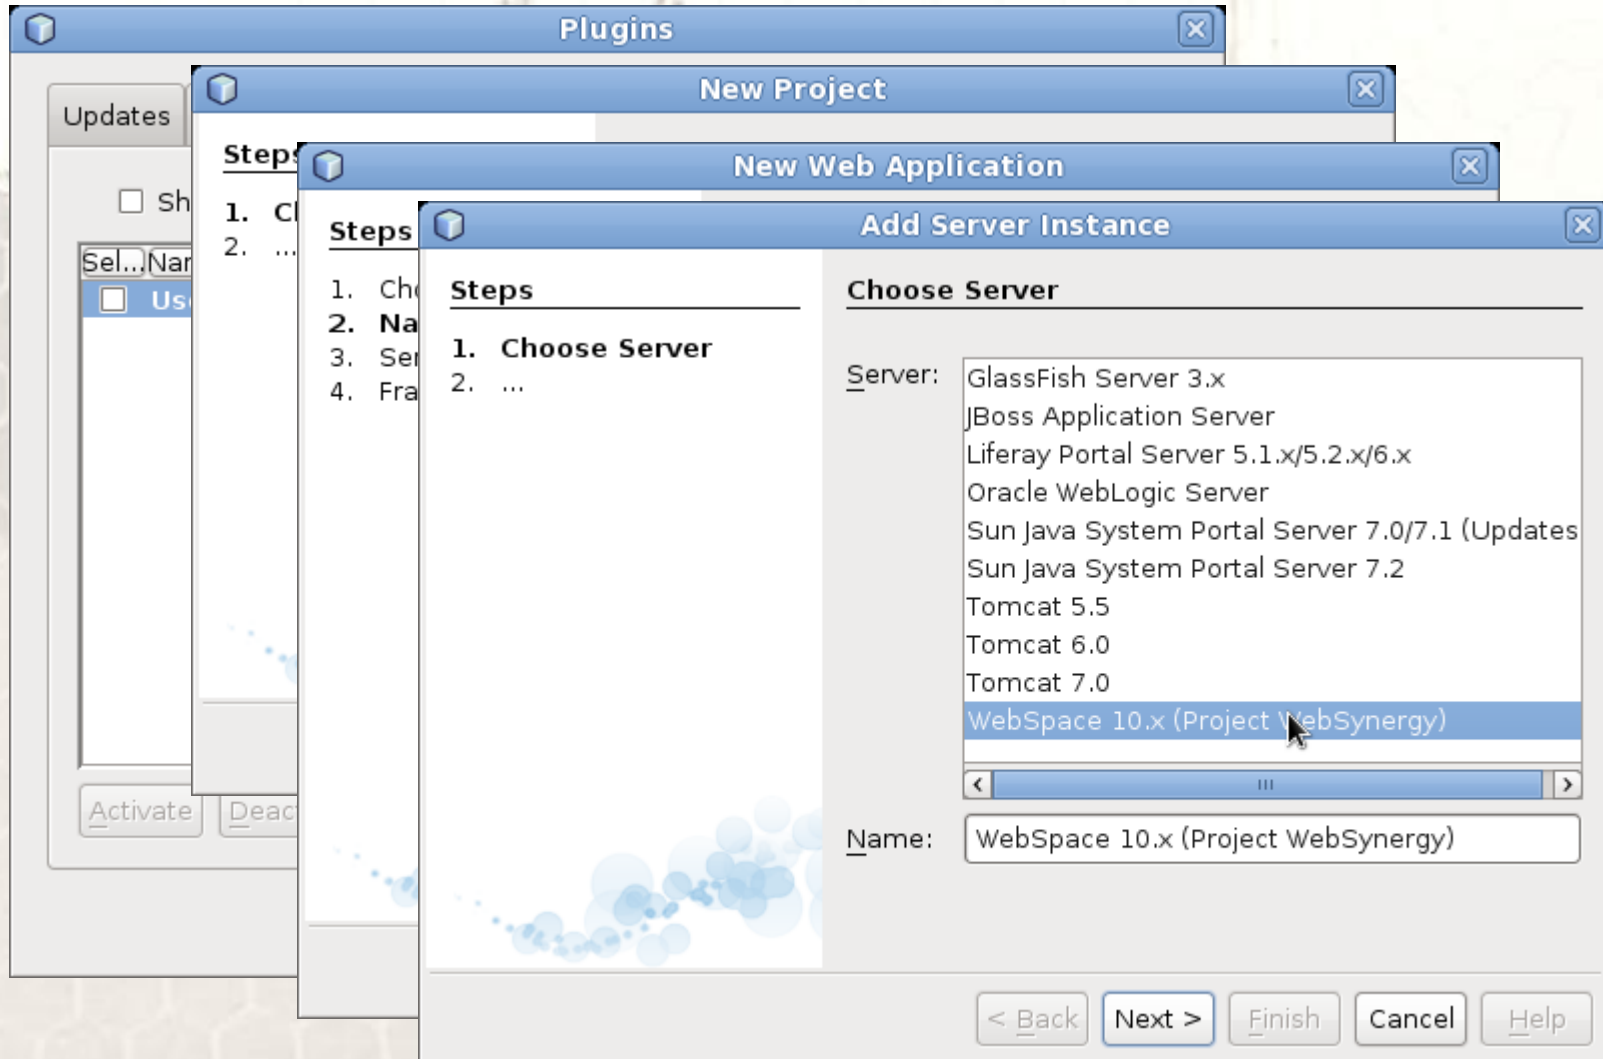 Plugins
Updates
Sh
Sel...
Activate
New Project
Steps
1.
2. ...
New Web Application
Steps
1.
2.
3.
4.
Add Server Instance
Steps
1. Choose Server
2. ...
Choose Server
Server:
GlassFish Server 3.x
JBoss Application Server
Liferay Portal Server 5.1.x/5.2.x/6.x
Oracle WebLogic Server
Sun Java System Portal Server 7.0/7.1 (Updates
Sun Java System Portal Server 7.2
Tomcat 5.5
Tomcat 6.0
Tomcat 7.0
WebSpace 10.x (Project WebSynergy)
Name: WebSpace 10.x (Project WebSynergy)
< Back Next > Finish Cancel Help